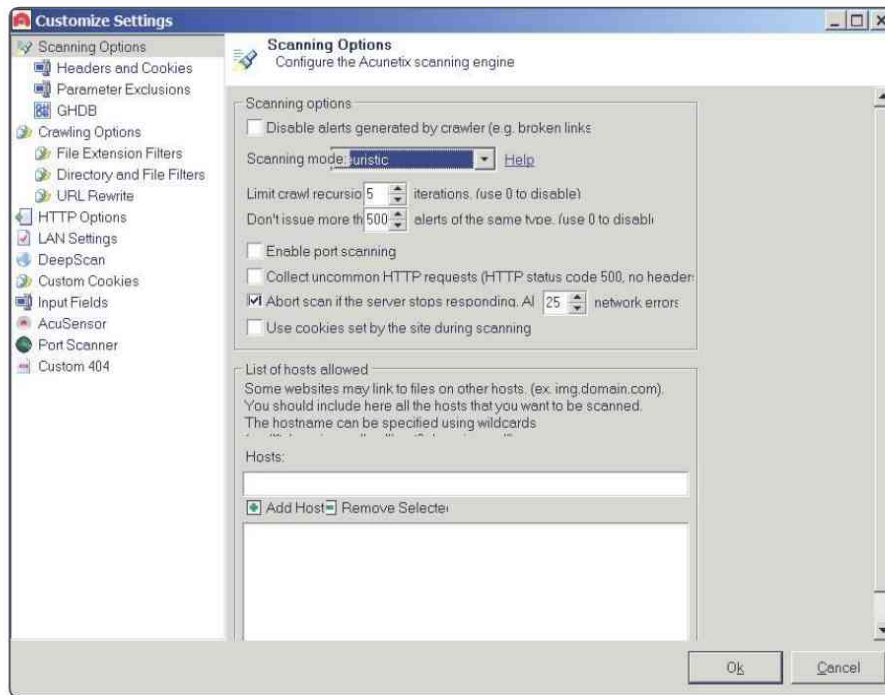 Customize Settings
Scanning Options
Headers and Cookies
Parameter Exclusions
GHDB
Crawling Options
File Extension Filters
Directory and File Filters
URL Rewrite
HTTP Options
LAN Settings
DeepScan
Custom Cookies
Input Fields
AcuSensor
Port Scanner
Custom 404
Scanning Options
Configure the Acunetix scanning engine
Scanning options
Disable alerts generated by crawler (e.g. broken links
Scanning mode: euristic Help
Limit crawl recursio 5 iterations. (use 0 to disable)
Don't issue more th 500 alerts of the same type. (use 0 to disabl
Enable port scanning
Collect uncommon HTTP requests (HTTP status code 500, no header
Abort scan if the server stops responding. Al 25 network errors
Use cookies set by the site during scanning
List of hosts allowed
Some websites may link to files on other hosts. (ex. img.domain.com).
You should include here all the hosts that you want to be scanned.
The hostname can be specified using wildcards
Hosts:
Add Host Remove Selecte
Ok Cancel